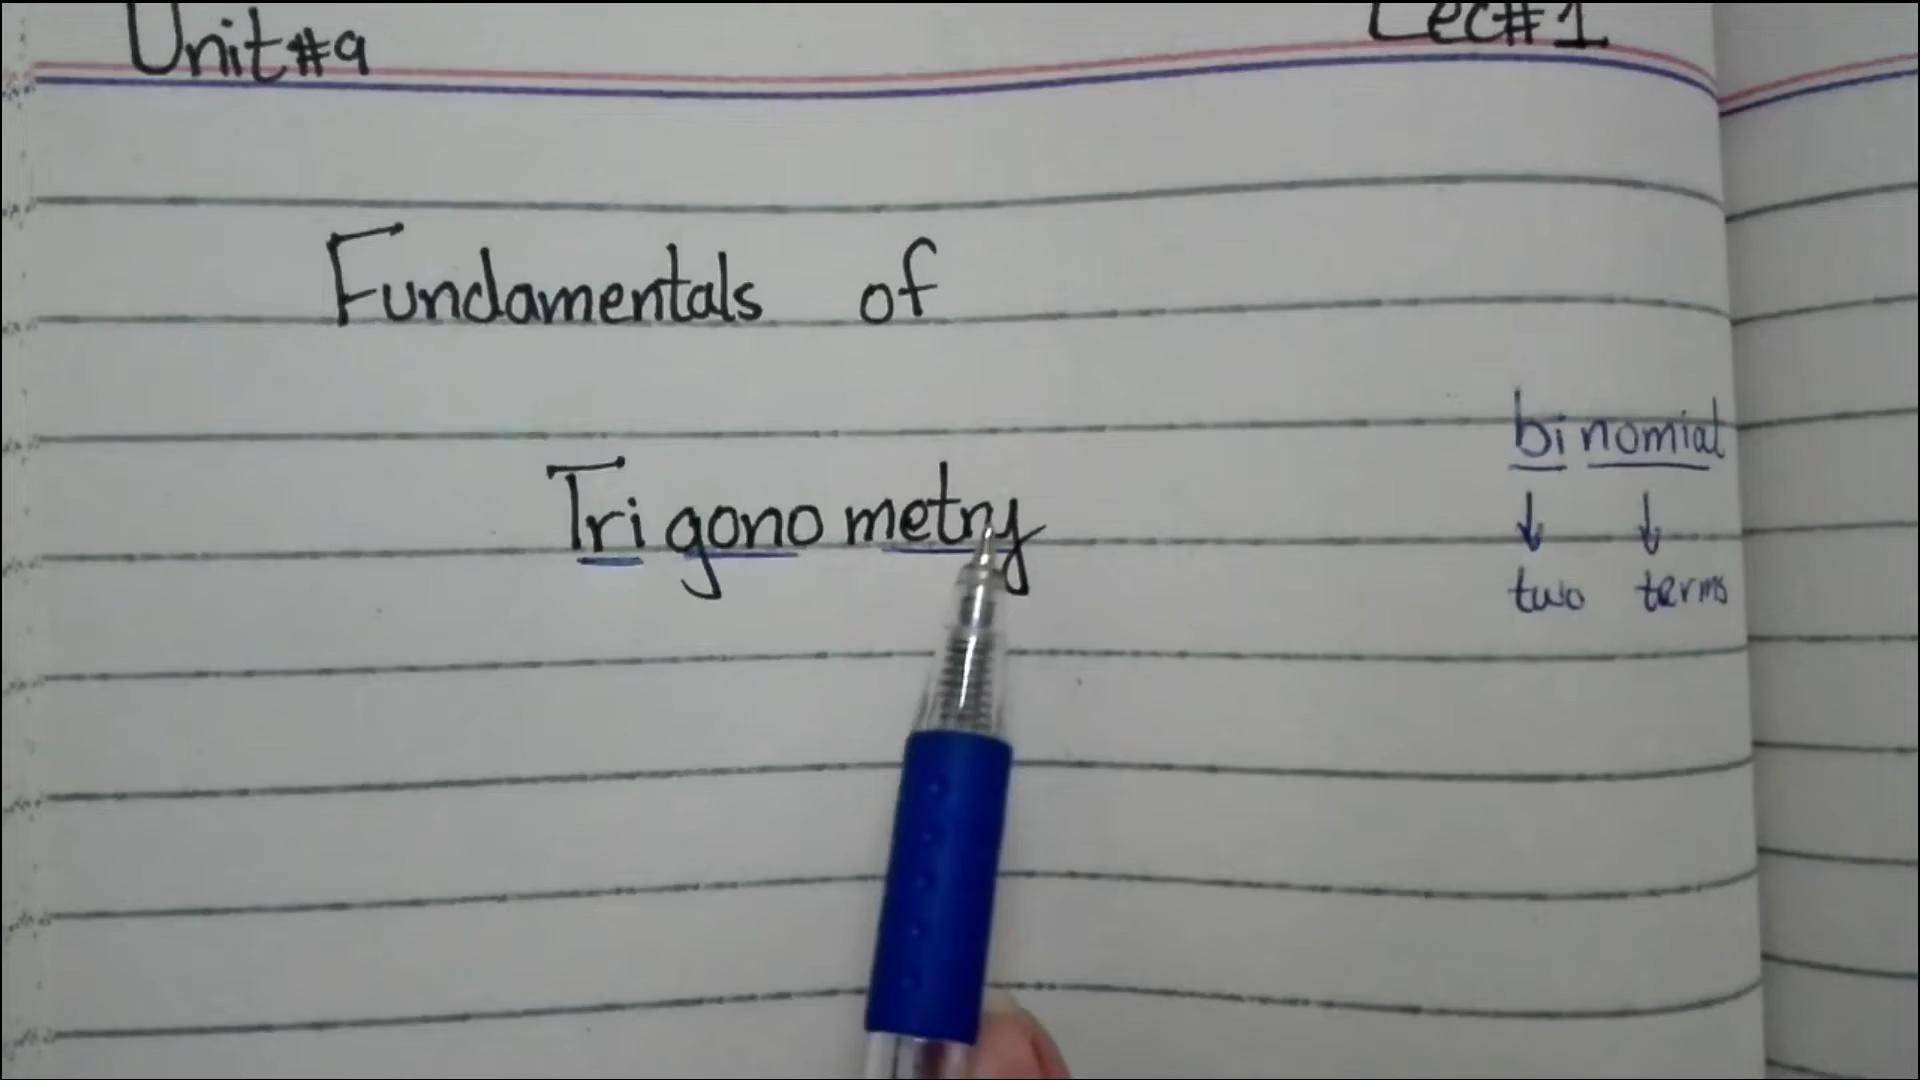 Unit#9 Lec#1
Fundamentals of
Trigonometry
binomial
↓ ↓
two terms